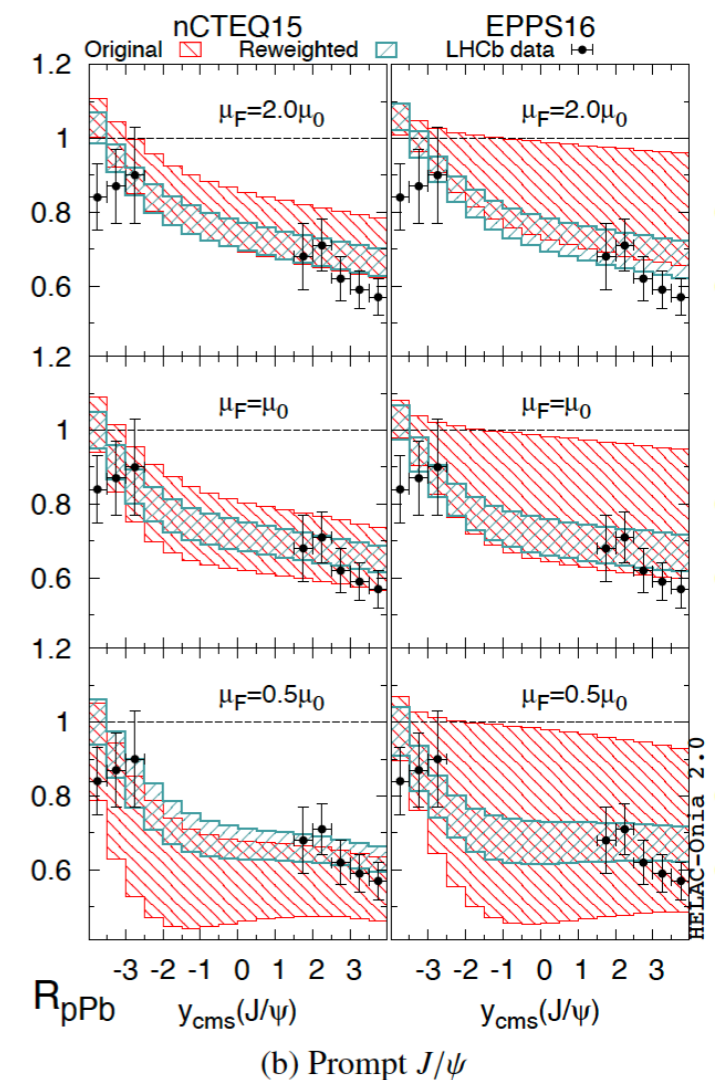 nCTEQ15 EPPS16
Original Reweighted LHCb data
1.2
μF=2.0μ0 μF=2.0μ0
1
0.8
0.6
1.2
μF=μ0 μF=μ0
1
0.8
0.6
1.2
μF=0.5μ0 μF=0.5μ0
1
0.8
0.6
HELAC-Onia 2.0
-3 -2 -1 0 1 2 3 -3 -2 -1 0 1 2 3
RpPb ycms(J/ψ) ycms(J/ψ)
(b) Prompt J/ψ